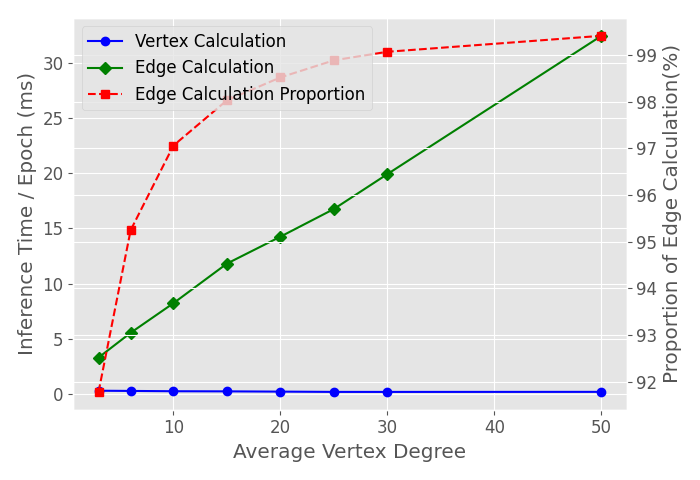 Vertex Calculation
Edge Calculation
Edge Calculation Proportion
Inference Time / Epoch (ms)
30
25
20
15
10
5
0
99
98
97
96
95
94
93
92
Proportion of Edge Calculation(%)
10 20 30 40 50
Average Vertex Degree